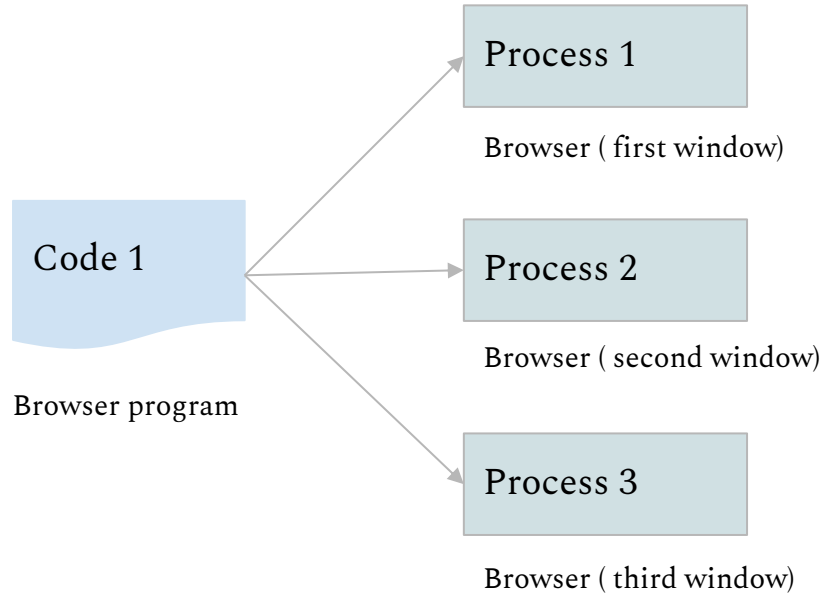 Process 1
Browser ( first window)
Code 1
Process 2
Browser ( second window)
Browser program
Process 3
Browser ( third window)